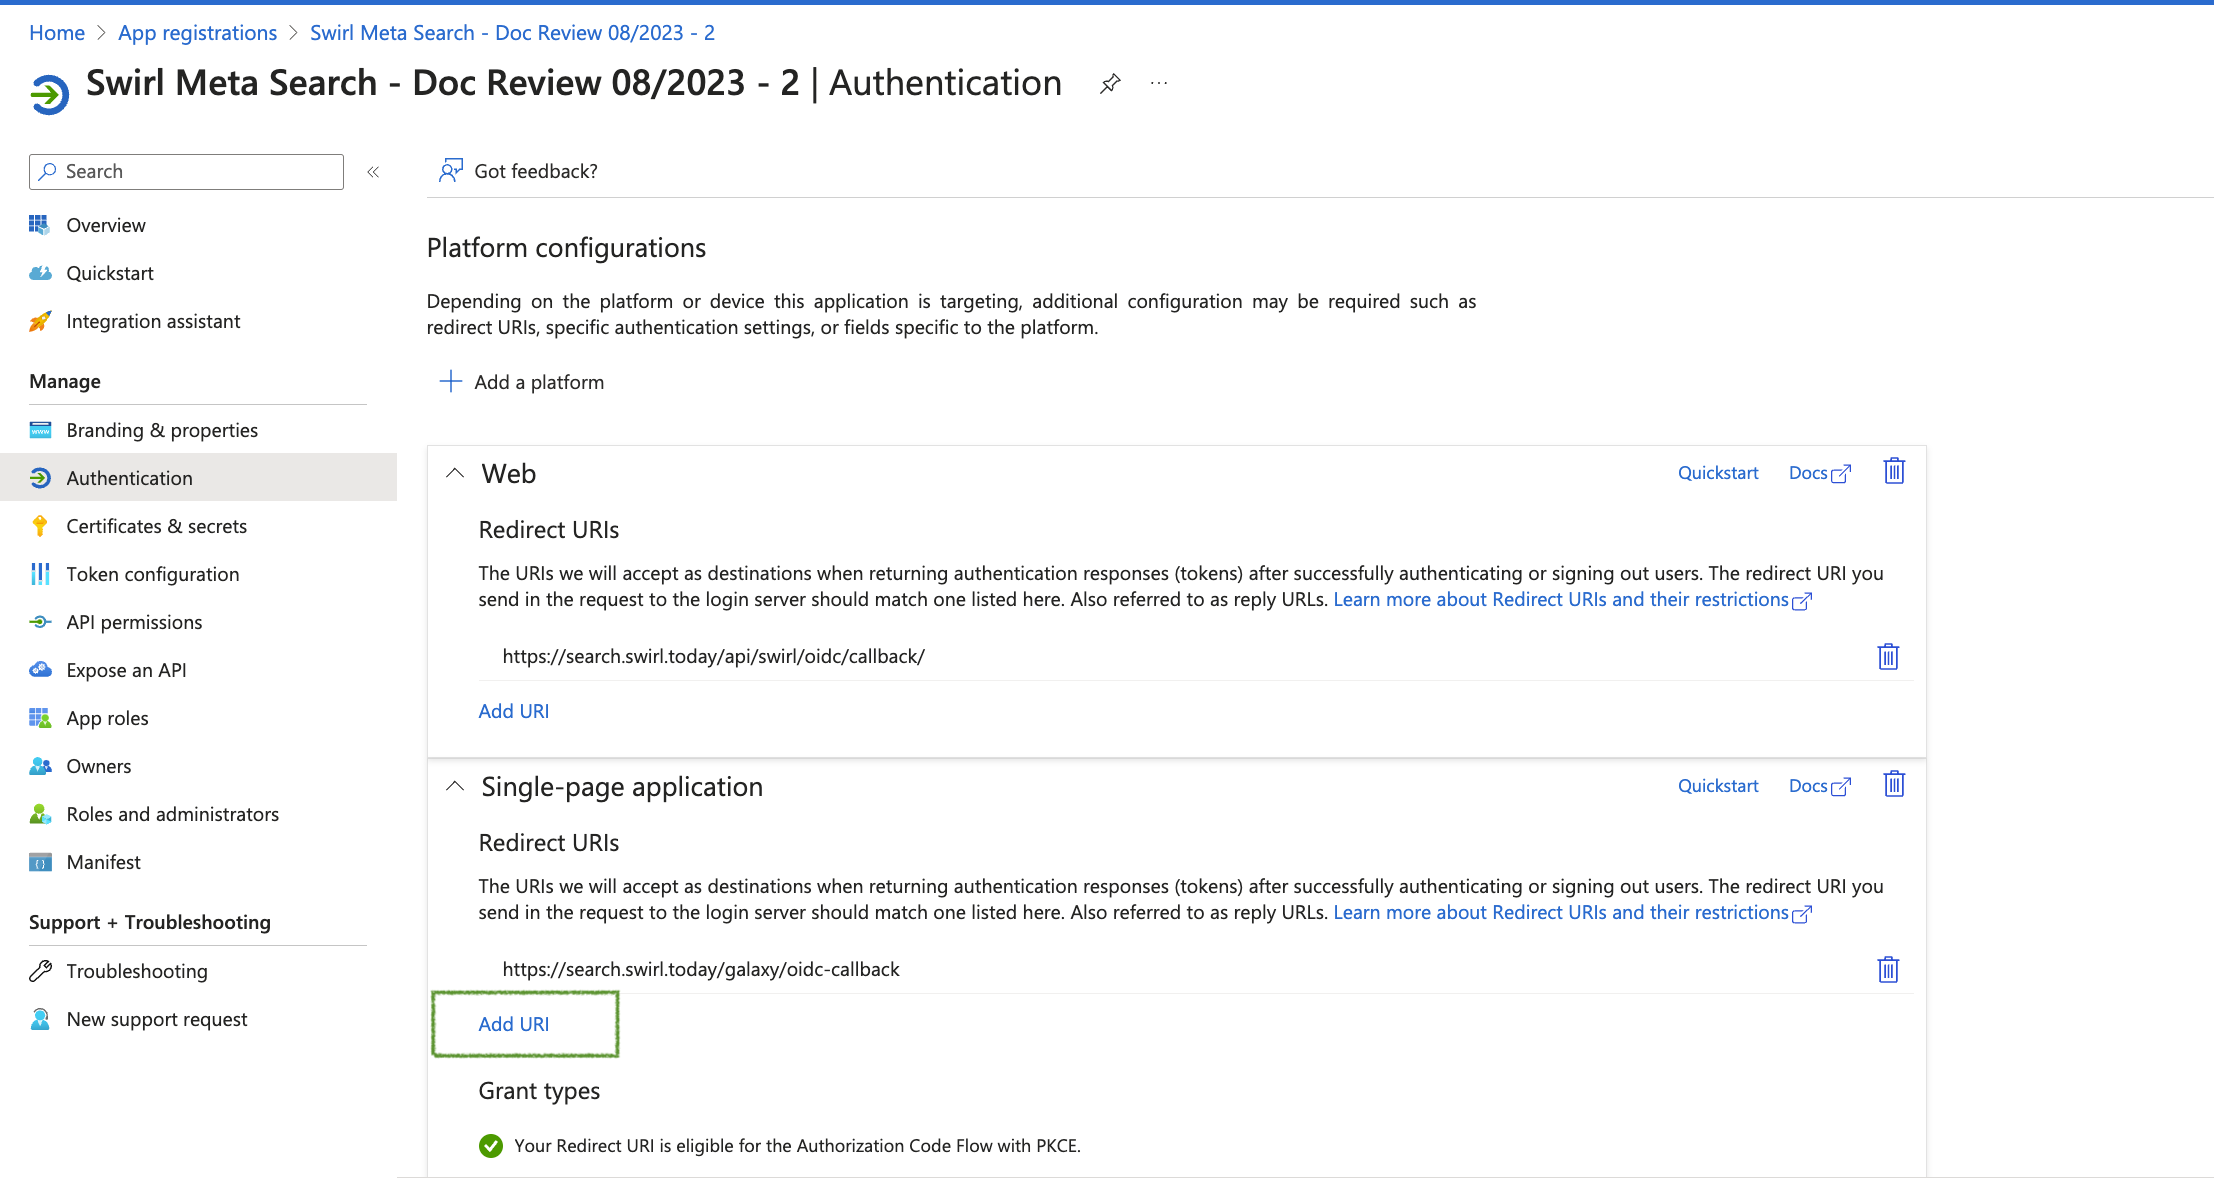 Home > App registrations > Swirl Meta Search - Doc Review 08/2023 - 2
Swirl Meta Search - Doc Review 08/2023 - 2 | Authentication
Search
Overview
Quickstart
Integration assistant
Manage
Branding & properties
Authentication
Certificates & secrets
Token configuration
API permissions
Expose an API
App roles
Owners
Roles and administrators
Manifest
Support + Troubleshooting
Troubleshooting
New support request
Got feedback?
Platform configurations
Depending on the platform or device this application is targeting, additional configuration may be required such as
redirect URIs, specific authentication settings, or fields specific to the platform.
Add a platform
Web
Quickstart
Docs
Redirect URIs
The URIs we will accept as destinations when returning authentication responses (tokens) after successfully authenticating or signing out users. The redirect URI you
send in the request to the login server should match one listed here. Also referred to as reply URLs. Learn more about Redirect URIs and their restrictions
https://search.swirl.today/api/swirl/oidc/callback/
Add URI
Single-page application
Quickstart
Docs
Redirect URIs
The URIs we will accept as destinations when returning authentication responses (tokens) after successfully authenticating or signing out users. The redirect URI you
send in the request to the login server should match one listed here. Also referred to as reply URLs. Learn more about Redirect URIs and their restrictions
https://search.swirl.today/galaxy/oidc-callback
Add URI
Grant types
Your Redirect URI is eligible for the Authorization Code Flow with PKCE.